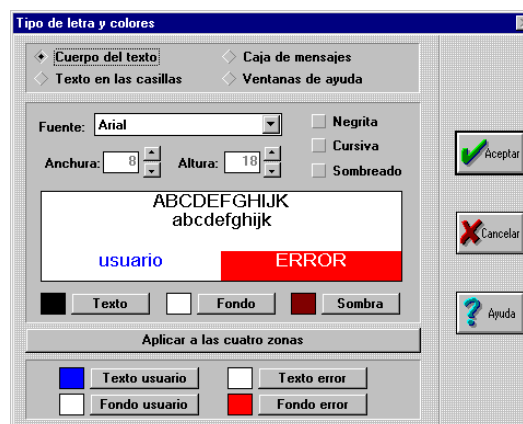 Tipo de letra y colores
Cuerpo del texto
Caja de mensajes
Texto en las casillas
Ventanas de ayuda
Fuente: Arial
Negrita
Cursiva
Anchura: 8 Altura: 18
Sombreado
ABCDEFGHIJK
abcdefghijk
usuario ERROR
Texto Fondo Sombra
Aplicar a las cuatro zonas
Texto usuario Texto error
Fondo usuario Fondo error
Aceptar
Cancelar
Ayuda